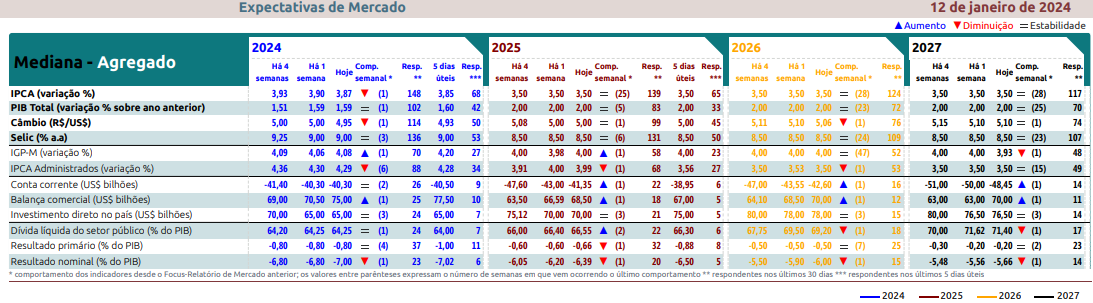 Expectativas de Mercado 12 de janeiro de 2024
▲ Aumento ▼ Diminuição = Estabilidade
Mediana - Agregado
2024 2025 2026 2027
Há 4 semanas Há 1 semana Hoje Comp. semanal * Resp. ** 5 dias úteis Resp. *** Há 4 semanas Há 1 semana Hoje Comp. semanal * Resp. ** 5 dias úteis Resp. *** Há 4 semanas Há 1 semana Hoje Comp. semanal * Resp. ** Há 4 semanas Há 1 semana Hoje Comp. semanal * Resp. **
IPCA (variação %) 3,93 3,90 3,87 ▼ (1) 148 3,85 68 3,50 3,50 3,50 = (25) 139 3,50 65 3,50 3,50 3,50 = (28) 124 3,50 3,50 3,50 = (28) 117
PIB Total (variação % sobre ano anterior) 1,51 1,59 1,59 = (1) 102 1,60 42 2,00 2,00 2,00 = (5) 83 2,00 33 2,00 2,00 2,00 = (23) 72 2,00 2,00 2,00 = (25) 70
Câmbio (R$/US$) 5,00 5,00 4,95 ▼ (1) 114 4,93 50 5,08 5,00 5,00 = (1) 99 5,00 45 5,11 5,10 5,06 ▼ (1) 76 5,15 5,10 5,10 = (1) 74
Selic (% a.a) 9,25 9,00 9,00 = (3) 136 9,00 53 8,50 8,50 8,50 = (6) 131 8,50 50 8,50 8,50 8,50 = (24) 109 8,50 8,50 8,50 = (23) 107
IGP-M (variação %) 4,09 4,06 4,08 ▲ (1) 70 4,20 27 4,00 3,98 4,00 ▲ (1) 58 4,00 23 4,00 4,00 4,00 = (47) 52 4,00 4,00 3,93 ▼ (1) 48
IPCA Administrados (variação %) 4,36 4,30 4,29 ▼ (6) 88 4,28 34 3,91 4,00 3,99 ▼ (1) 68 3,56 27 3,50 3,53 3,50 ▼ (1) 53 3,50 3,50 3,50 = (15) 49
Conta corrente (US$ bilhões) -41,40 -40,30 -40,30 = (2) 26 -40,50 9 -47,60 -43,00 -41,35 ▲ (1) 22 -38,95 6 -47,00 -43,55 -42,60 ▲ (1) 16 -51,00 -50,00 -48,45 ▲ (1) 14
Balança comercial (US$ bilhões) 69,00 70,50 75,00 ▲ (1) 25 77,50 10 63,50 66,59 68,50 ▲ (1) 18 67,00 5 64,10 68,50 70,00 ▲ (1) 12 63,00 63,00 70,00 ▲ (1) 11
Investimento direto no país (US$ bilhões) 70,00 65,00 65,00 = (3) 24 65,00 7 75,12 70,00 70,00 = (3) 21 75,00 5 80,00 78,00 78,00 = (3) 15 80,00 76,50 76,50 = (3) 14
Dívida líquida do setor público (% do PIB) 64,20 64,25 64,25 = (1) 24 64,00 7 66,00 66,40 66,55 ▲ (2) 22 66,30 6 67,75 69,50 69,20 ▼ (1) 18 70,00 71,62 71,40 ▼ (1) 17
Resultado primário (% do PIB) -0,80 -0,80 -0,80 = (4) 37 -1,00 11 -0,60 -0,60 -0,66 ▼ (1) 32 -0,88 8 -0,50 -0,50 -0,50 = (7) 25 -0,30 -0,20 -0,20 = (2) 23
Resultado nominal (% do PIB) -6,80 -6,80 -7,00 ▼ (1) 23 -7,02 6 -6,05 -6,20 -6,39 ▼ (1) 20 -6,50 5 -5,50 -5,90 -6,00 ▼ (1) 15 -5,48 -5,56 -5,66 ▼ (1) 14
* comportamento dos indicadores desde o Focus-Relatório de Mercado anterior; os valores entre parênteses expressam o número de semanas em que vem ocorrendo o último comportamento ** respondentes nos últimos 30 dias *** respondentes nos últimos 5 dias úteis
2024 2025 2026 2027